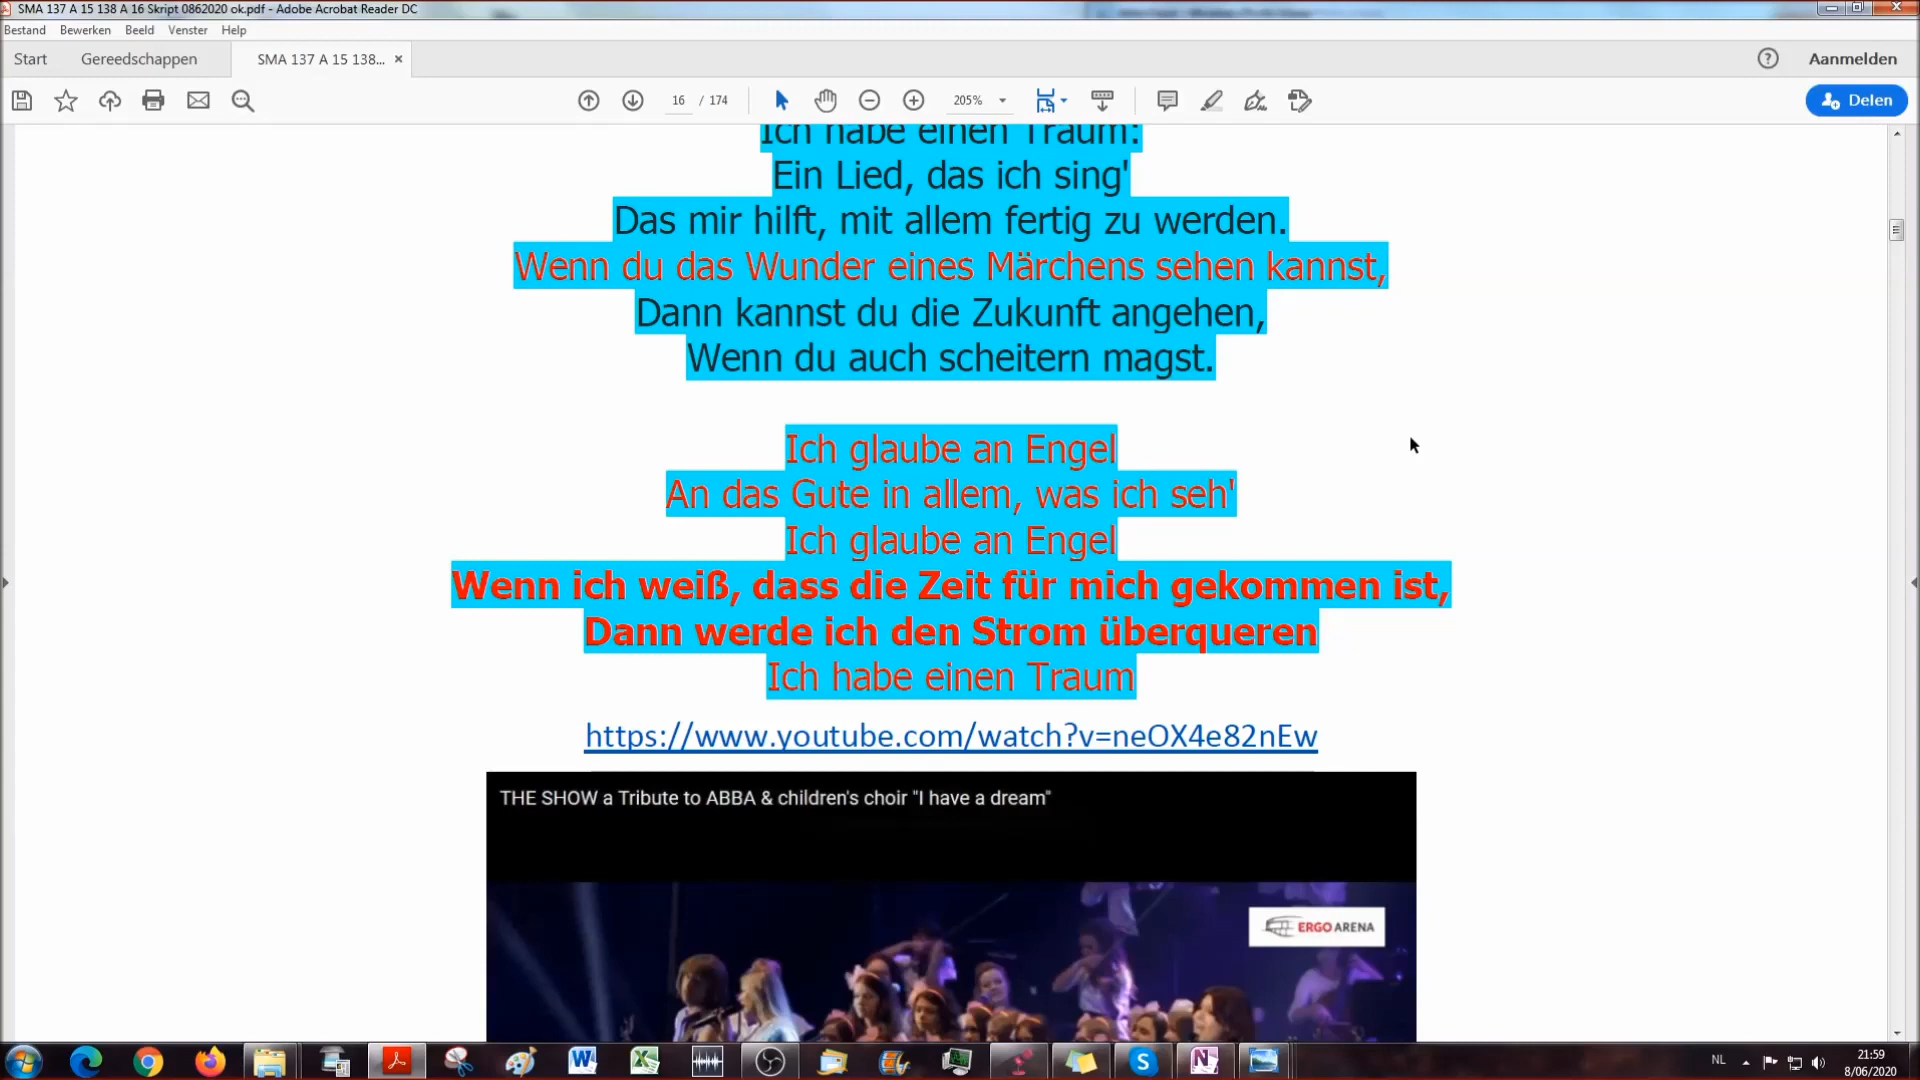 SMA 137 A 15 138 A 16 Skript 0862020 ok.pdf - Adobe Acrobat Reader DC
Bestand Bewerken Beeld Venster Help
Start Gereedschappen SMA 137 A 15 138... × Aanmelden
16 / 174 205% Delen
Ich habe einen Traum:
Ein Lied, das ich sing'
Das mir hilft, mit allem fertig zu werden.
Wenn du das Wunder eines Märchens sehen kannst,
Dann kannst du die Zukunft angehen,
Wenn du auch scheitern magst.
Ich glaube an Engel
An das Gute in allem, was ich seh'
Ich glaube an Engel
Wenn ich weiß, dass die Zeit für mich gekommen ist,
Dann werde ich den Strom überqueren
Ich habe einen Traum
https://www.youtube.com/watch?v=neOX4e82nEw
THE SHOW a Tribute to ABBA & children's choir "I have a dream"
ERGO ARENA
NL 21:59
8/06/2020